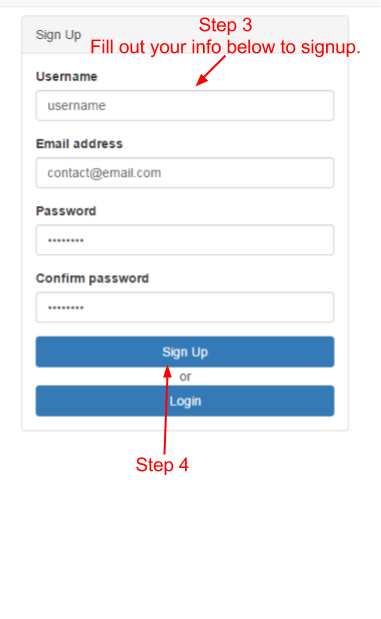 Step 3
Sign Up
Fill out your info below to signup.
Username
username
Email address
contact@email.com
Password
••••••••
Confirm password
••••••••
Sign Up
or
Login
Step 4